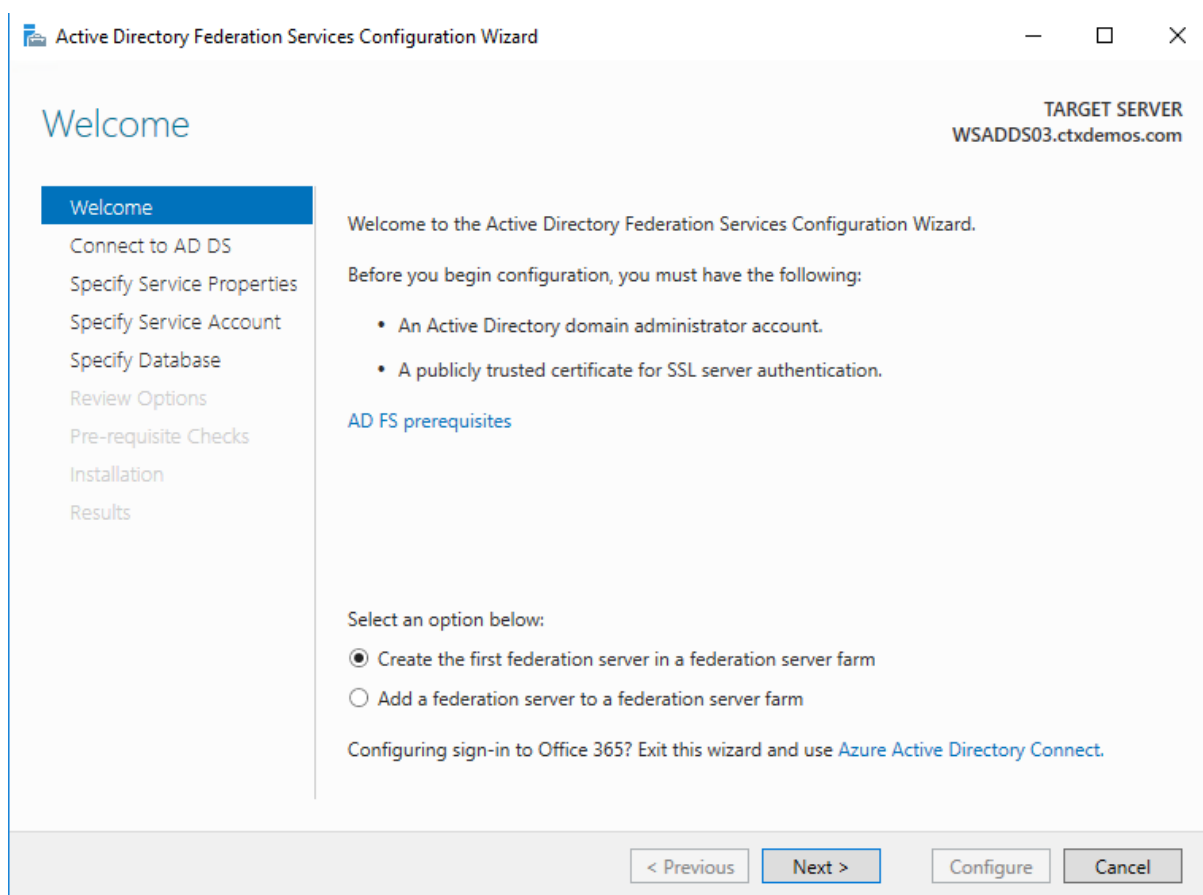 Active Directory Federation Services Configuration Wizard
Welcome
TARGET SERVER
WSADDS03.ctxdemos.com
Welcome
Connect to AD DS
Specify Service Properties
Specify Service Account
Specify Database
Review Options
Pre-requisite Checks
Installation
Results
Welcome to the Active Directory Federation Services Configuration Wizard.
Before you begin configuration, you must have the following:
• An Active Directory domain administrator account.
• A publicly trusted certificate for SSL server authentication.
AD FS prerequisites
Select an option below:
Create the first federation server in a federation server farm
Add a federation server to a federation server farm
Configuring sign-in to Office 365? Exit this wizard and use Azure Active Directory Connect.
< Previous Next > Configure Cancel